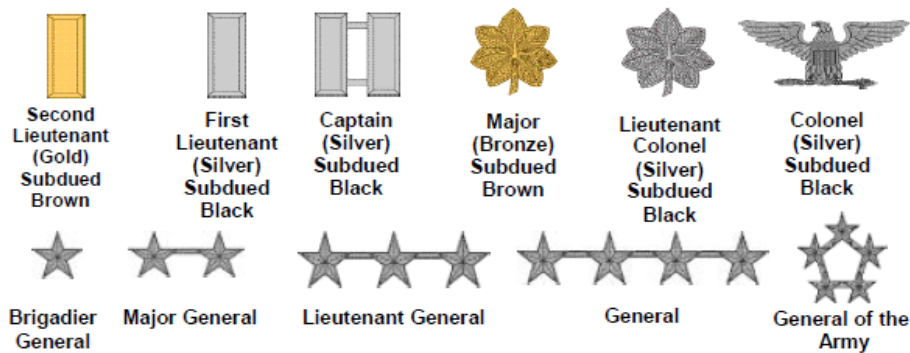 Second
Lieutenant
(Gold)
Subdued
Brown
First
Lieutenant
(Silver)
Subdued
Black
Captain
(Silver)
Subdued
Black
Major
(Bronze)
Subdued
Brown
Lieutenant
Colonel
(Silver)
Subdued
Black
Colonel
(Silver)
Subdued
Black
Brigadier
General
Major General
Lieutenant General
General
General of the
Army